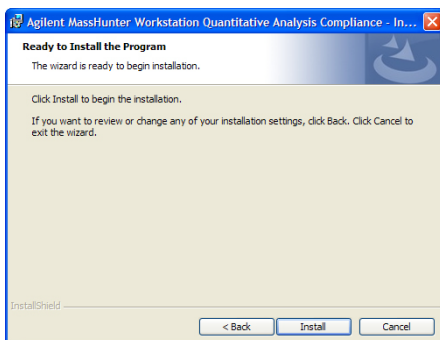 Agilent MassHunter Workstation Quantitative Analysis Compliance - In...
Ready to Install the Program
The wizard is ready to begin installation.
Click Install to begin the installation.
If you want to review or change any of your installation settings, click Back. Click Cancel to
exit the wizard.
InstallShield
< Back
Install
Cancel